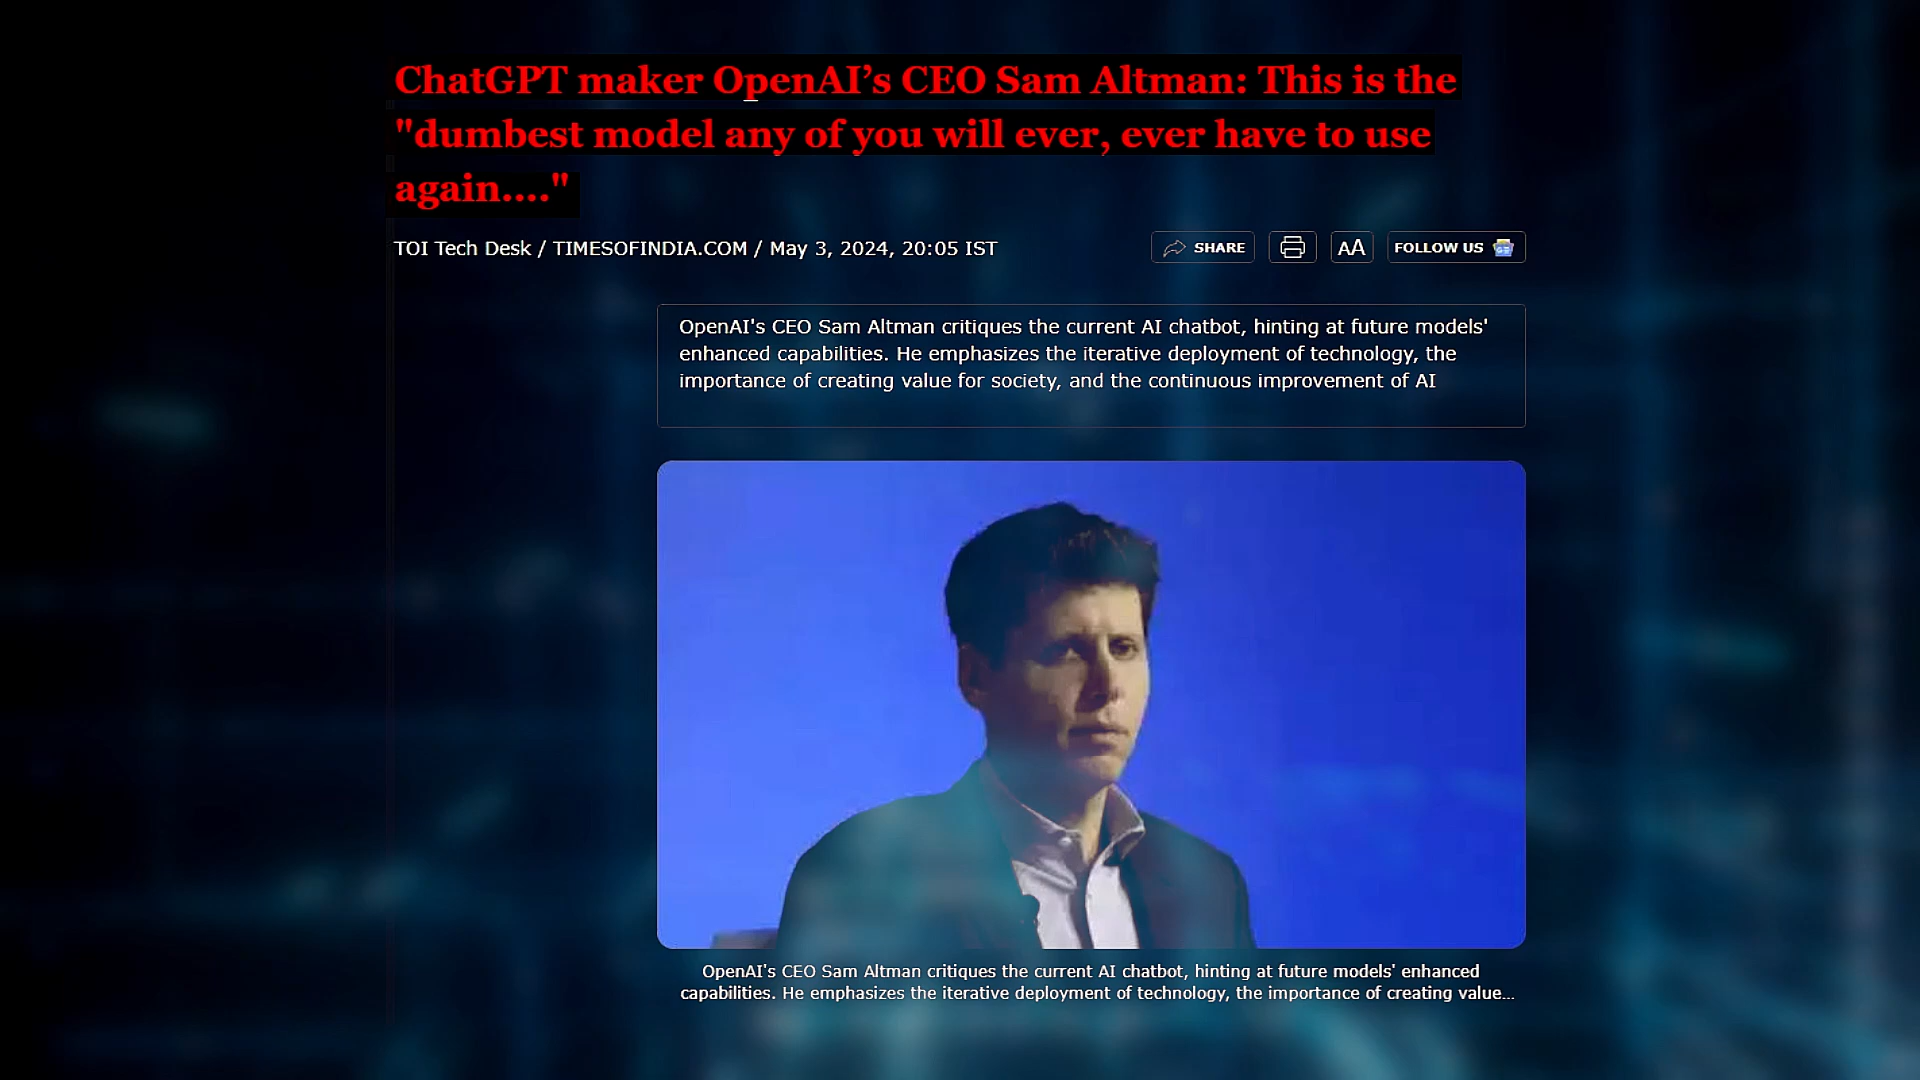 ChatGPT maker OpenAI’s CEO Sam Altman: This is the
"dumbest model any of you will ever, ever have to use
again...."
TOI Tech Desk / TIMESOFINDIA.COM / May 3, 2024, 20:05 IST
SHARE
AA
FOLLOW US
OpenAI's CEO Sam Altman critiques the current AI chatbot, hinting at future models'
enhanced capabilities. He emphasizes the iterative deployment of technology, the
importance of creating value for society, and the continuous improvement of AI
OpenAI's CEO Sam Altman critiques the current AI chatbot, hinting at future models' enhanced
capabilities. He emphasizes the iterative deployment of technology, the importance of creating value...